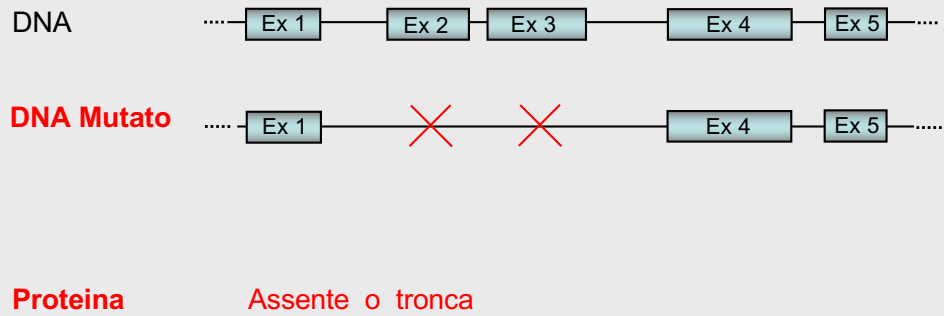 DNA Ex 1 Ex 2 Ex 3 Ex 4 Ex 5
DNA Mutato Ex 1 Ex 4 Ex 5
Proteina Assente o tronca